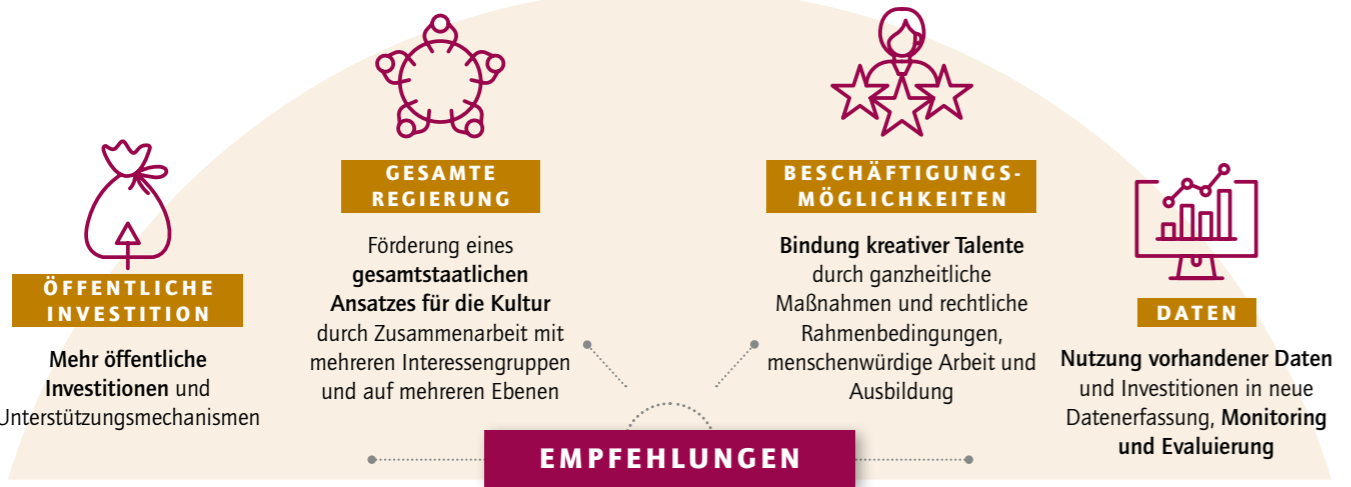 ÖFFENTLICHE
INVESTITION
Mehr öffentliche
Investitionen und
Unterstützungsmechanismen
GESAMTE
REGIERUNG
Förderung eines
gesamtstaatlichen
Ansatzes für die Kultur
durch Zusammenarbeit mit
mehreren Interessengruppen
und auf mehreren Ebenen
BESCHÄFTIGUNGS-
MÖGLICHKEITEN
Bindung kreativer Talente
durch ganzheitliche
Maßnahmen und rechtliche
Rahmenbedingungen,
menschenwürdige Arbeit und
Ausbildung
DATEN
Nutzung vorhandener Daten
und Investitionen in neue
Datenerfassung, Monitoring
und Evaluierung
EMPFEHLUNGEN